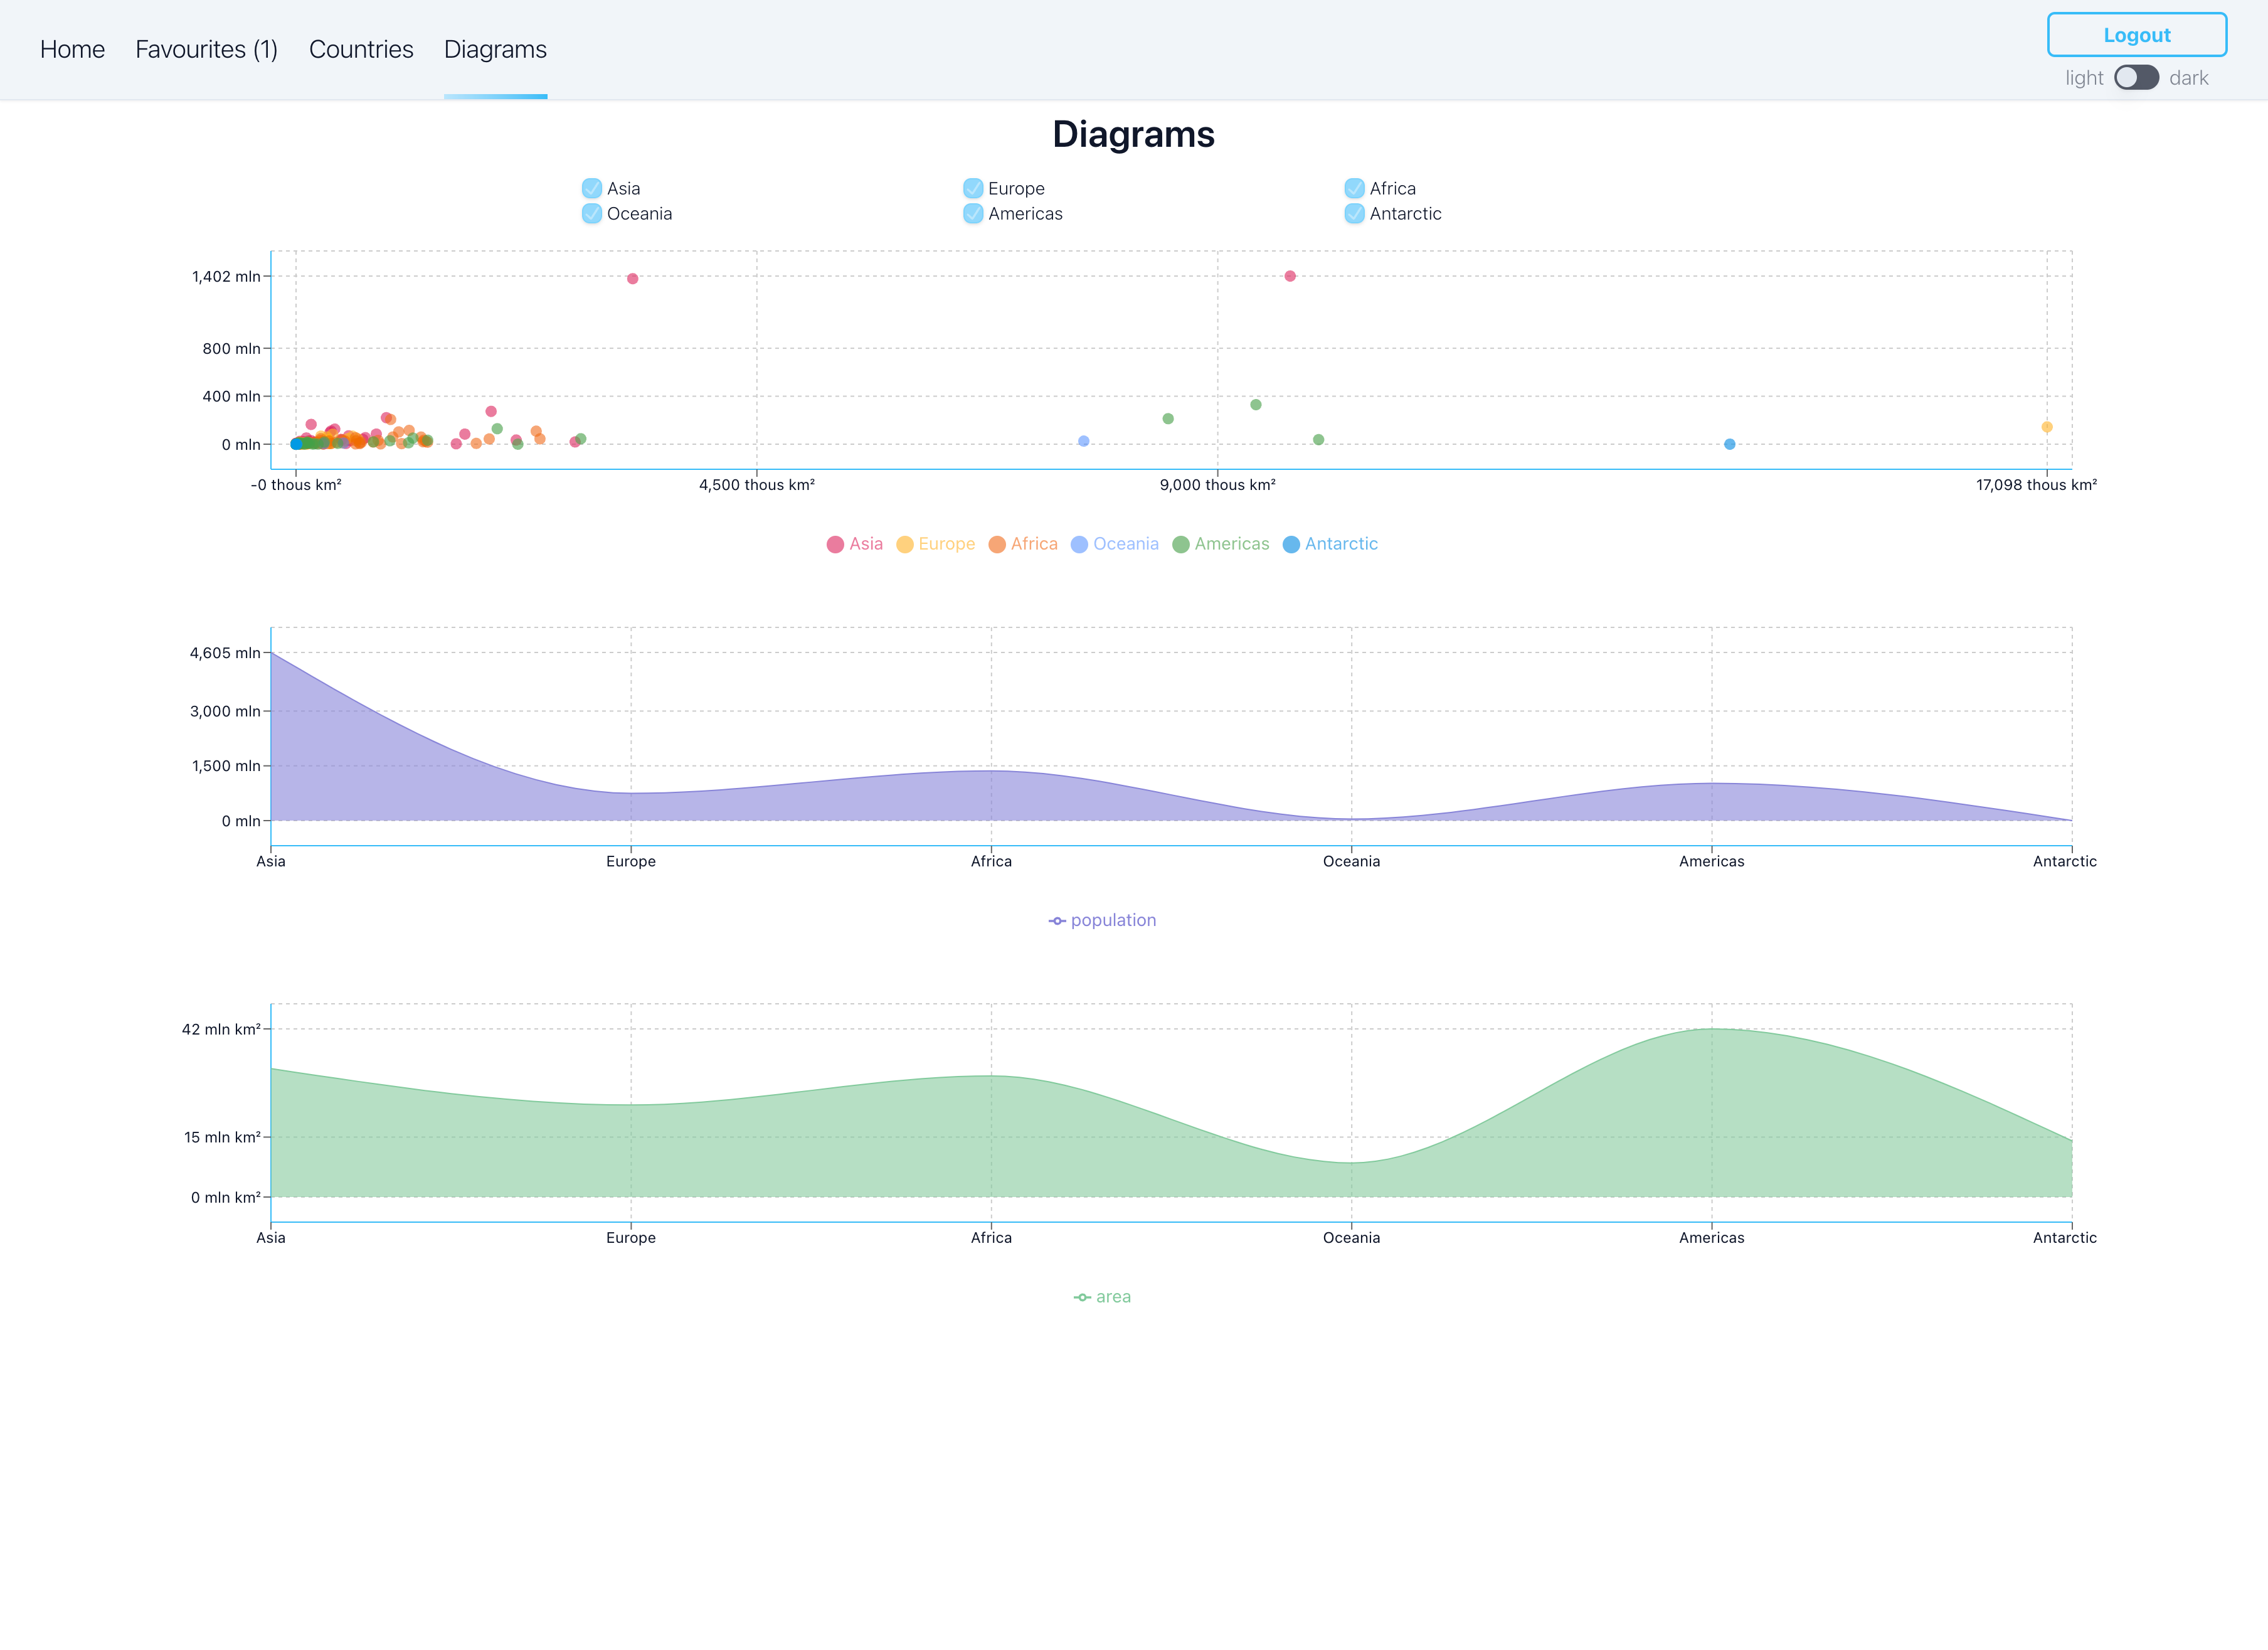 Home Favourites (1) Countries Diagrams
Logout
light dark
Diagrams
Asia Europe Africa
Oceania Americas Antarctic
1,402 mln
800 mln
400 mln
0 mln
-0 thous km² 4,500 thous km² 9,000 thous km² 17,098 thous km²
Asia Europe Africa Oceania Americas Antarctic
4,605 mln
3,000 mln
1,500 mln
0 mln
Asia Europe Africa Oceania Americas Antarctic
population
42 mln km²
15 mln km²
0 mln km²
Asia Europe Africa Oceania Americas Antarctic
area